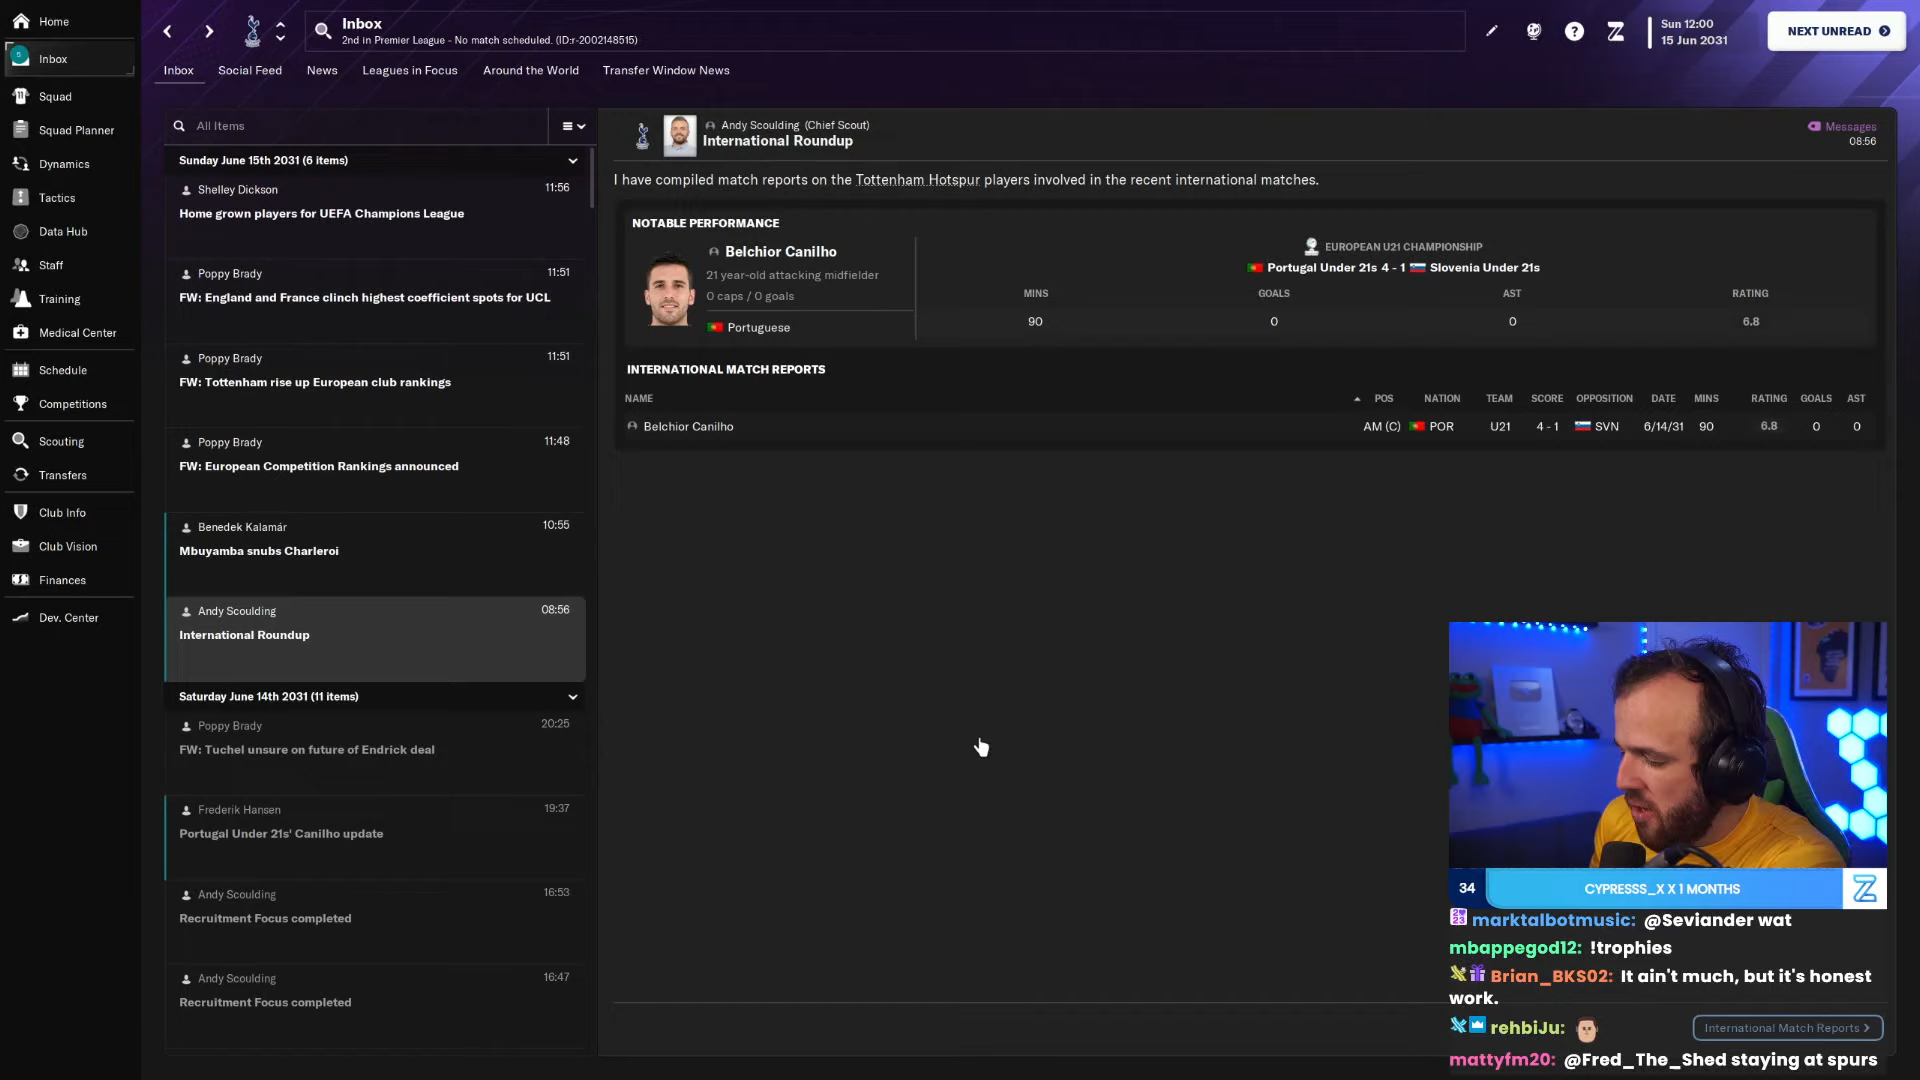 Home
Inbox
Squad
Squad Planner
Dynamics
Tactics
Data Hub
Staff
Training
Medical Center
Schedule
Competitions
Scouting
Transfers
Club Info
Club Vision
Finances
Dev. Center
Inbox
2nd in Premier League - No match scheduled. (ID:r-2002148515)
Sun 12:00
15 Jun 2031
NEXT UNREAD
Inbox Social Feed News Leagues in Focus Around the World Transfer Window News
All Items
Sunday June 15th 2031 (6 items)
Shelley Dickson 11:56
Home grown players for UEFA Champions League
Poppy Brady 11:51
FW: England and France clinch highest coefficient spots for UCL
Poppy Brady 11:51
FW: Tottenham rise up European club rankings
Poppy Brady 11:48
FW: European Competition Rankings announced
Benedek Kalamár 10:55
Mbuyamba snubs Charleroi
Andy Scoulding 08:56
International Roundup
Saturday June 14th 2031 (11 items)
Poppy Brady 20:25
FW: Tuchel unsure on future of Endrick deal
Frederik Hansen 19:37
Portugal Under 21s' Canilho update
Andy Scoulding 16:53
Recruitment Focus completed
Andy Scoulding 16:47
Recruitment Focus completed
Andy Scoulding (Chief Scout)
International Roundup
Messages
08:56
I have compiled match reports on the Tottenham Hotspur players involved in the recent international matches.
NOTABLE PERFORMANCE
Belchior Canilho
21 year-old attacking midfielder
0 caps / 0 goals
Portuguese
EUROPEAN U21 CHAMPIONSHIP
Portugal Under 21s 4 - 1 Slovenia Under 21s
MINS GOALS AST RATING
90 0 0 6.8
INTERNATIONAL MATCH REPORTS
NAME POS NATION TEAM SCORE OPPOSITION DATE MINS RATING GOALS AST
Belchior Canilho AM (C) POR U21 4 - 1 SVN 6/14/31 90 6.8 0 0
34 CYPRESSS_X X 1 MONTHS
marktalbotmusic: @Seviander wat
mbappegod12: !trophies
Brian_BKS02: It ain't much, but it's honest
work.
rehbiJu:
International Match Reports >
mattyfm20: @Fred_The_Shed staying at spurs